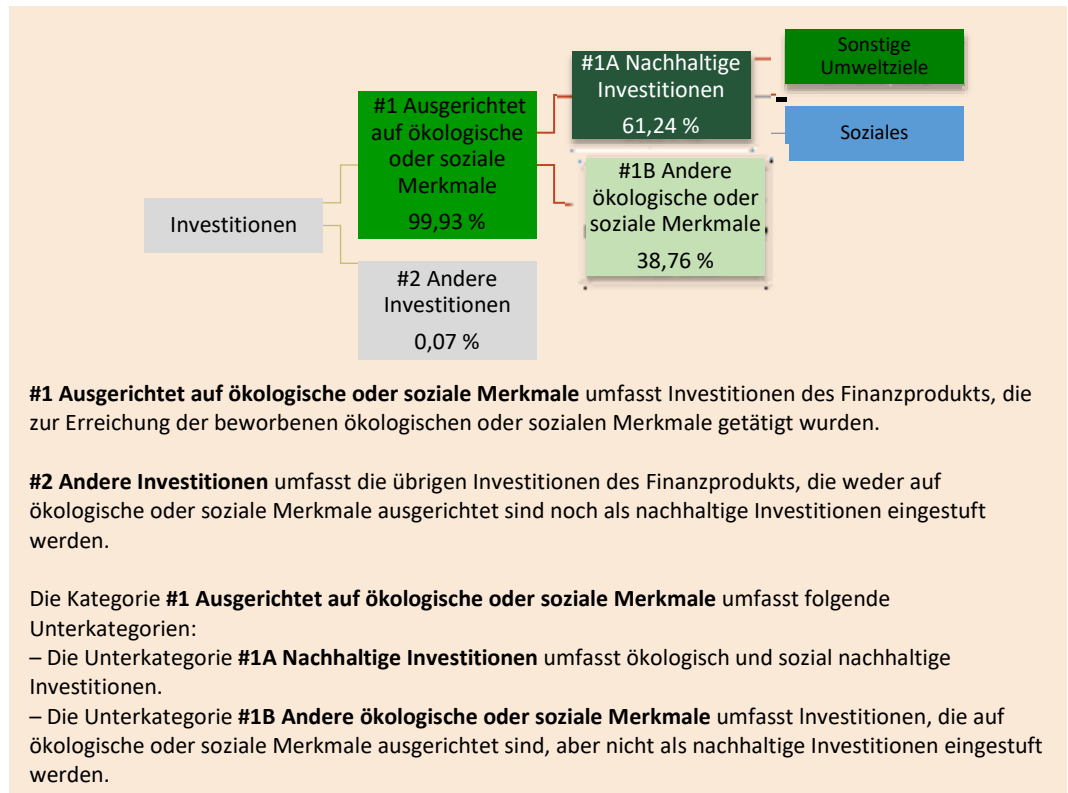 Sonstige
Umweltziele
#1A Nachhaltige
Investitionen
61,24 %
Soziales
#1 Ausgerichtet
auf ökologische
oder soziale
Merkmale
99,93 %
#1B Andere
ökologische oder
soziale Merkmale
38,76 %
Investitionen
#2 Andere
Investitionen
0,07 %
#1 Ausgerichtet auf ökologische oder soziale Merkmale umfasst Investitionen des Finanzprodukts, die
zur Erreichung der beworbenen ökologischen oder sozialen Merkmale getätigt wurden.
#2 Andere Investitionen umfasst die übrigen Investitionen des Finanzprodukts, die weder auf
ökologische oder soziale Merkmale ausgerichtet sind noch als nachhaltige Investitionen eingestuft
werden.
Die Kategorie #1 Ausgerichtet auf ökologische oder soziale Merkmale umfasst folgende
Unterkategorien:
– Die Unterkategorie #1A Nachhaltige Investitionen umfasst ökologisch und sozial nachhaltige
Investitionen.
– Die Unterkategorie #1B Andere ökologische oder soziale Merkmale umfasst Investitionen, die auf
ökologische oder soziale Merkmale ausgerichtet sind, aber nicht als nachhaltige Investitionen eingestuft
werden.